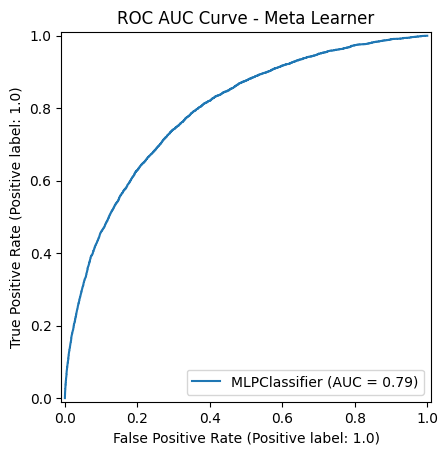 ROC AUC Curve - Meta Learner
1.0
0.8
0.6
0.4
0.2
0.0
True Positive Rate (Positive label: 1.0)
MLPClassifier (AUC = 0.79)
0.0 0.2 0.4 0.6 0.8 1.0
False Positive Rate (Positive label: 1.0)